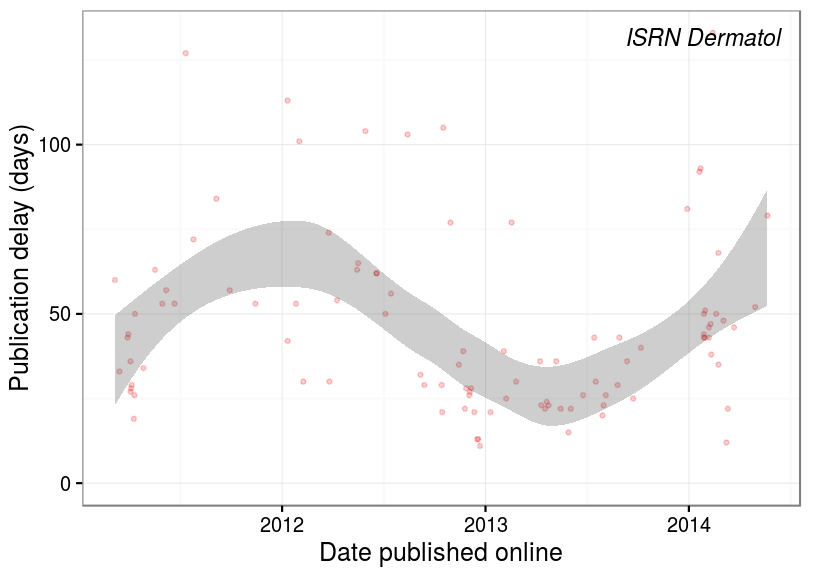 ISRN Dermatol
Publication delay (days)
100
50
0
2012 2013 2014
Date published online